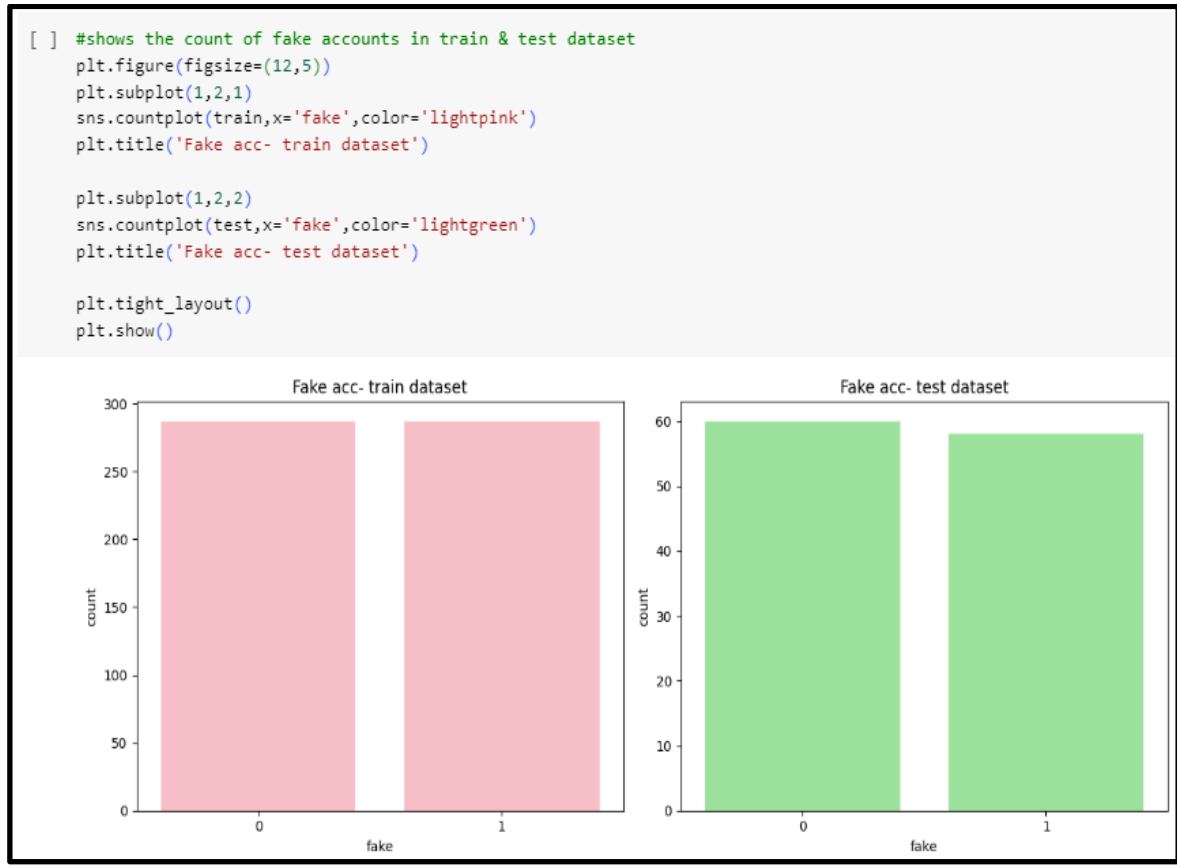 [ ] #shows the count of fake accounts in train & test dataset
plt.figure(figsize=(12,5))
plt.subplot(1,2,1)
sns.countplot(train,x='fake',color='lightpink')
plt.title('Fake acc- train dataset')
plt.subplot(1,2,2)
sns.countplot(test,x='fake',color='lightgreen')
plt.title('Fake acc- test dataset')
plt.tight_layout()
plt.show()
Fake acc- train dataset
300
250
200
150
100
50
0
count
0 1
fake
Fake acc- test dataset
60
50
40
30
20
10
0
count
0 1
fake